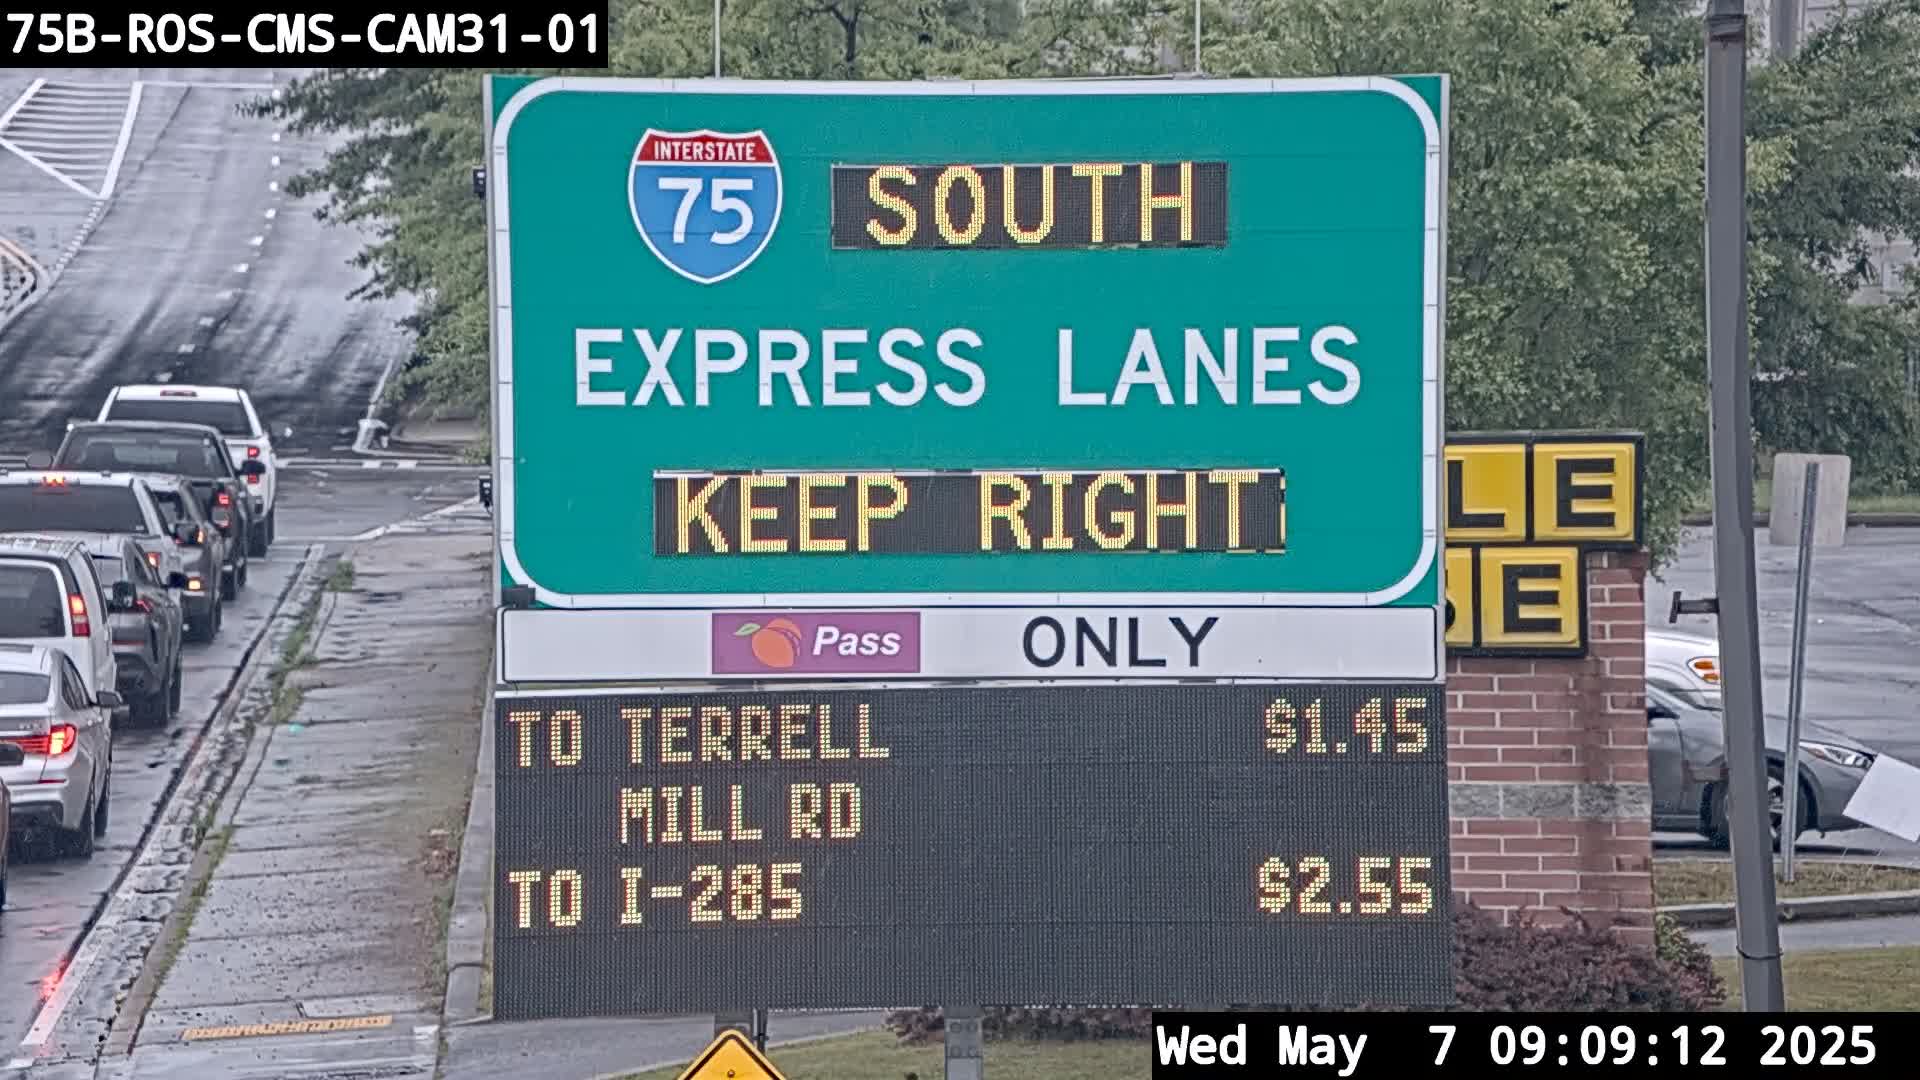 75B-ROS-CMS-CAM31-01
INTERSTATE
75
SOUTH
EXPRESS LANES
KEEP RIGHT
Pass ONLY
TO TERRELL $1.45
MILL RD
TO I-285 $2.55
LE
E
Wed May 7 09:09:12 2025